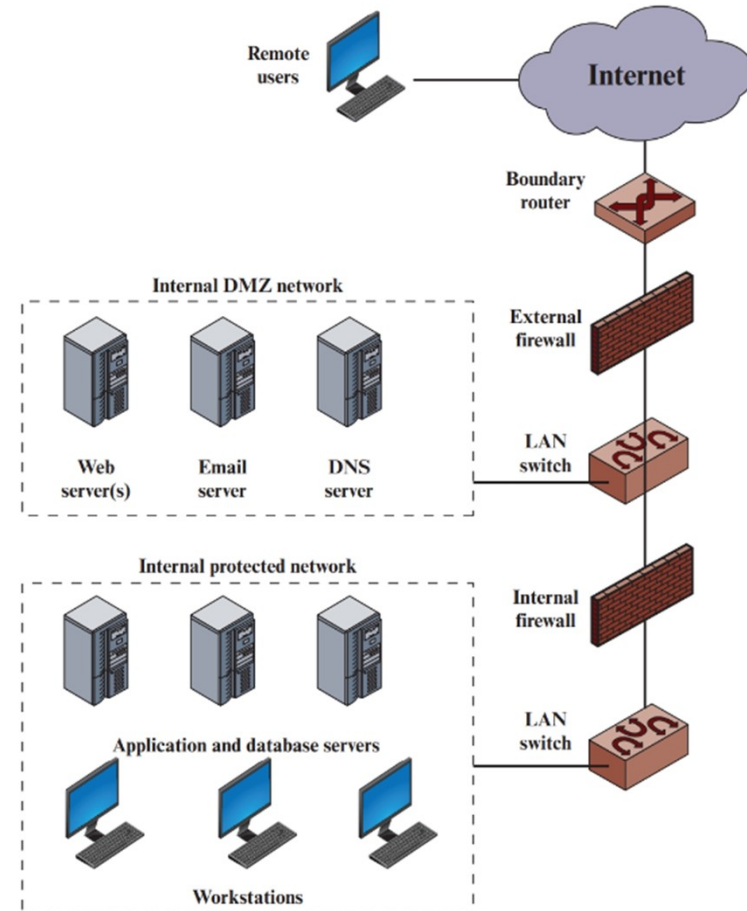 Remote
users
Internet
Boundary
router
Internal DMZ network
External
firewall
Web
server(s)
Email
server
DNS
server
LAN
switch
Internal protected network
Internal
firewall
Application and database servers
LAN
switch
Workstations